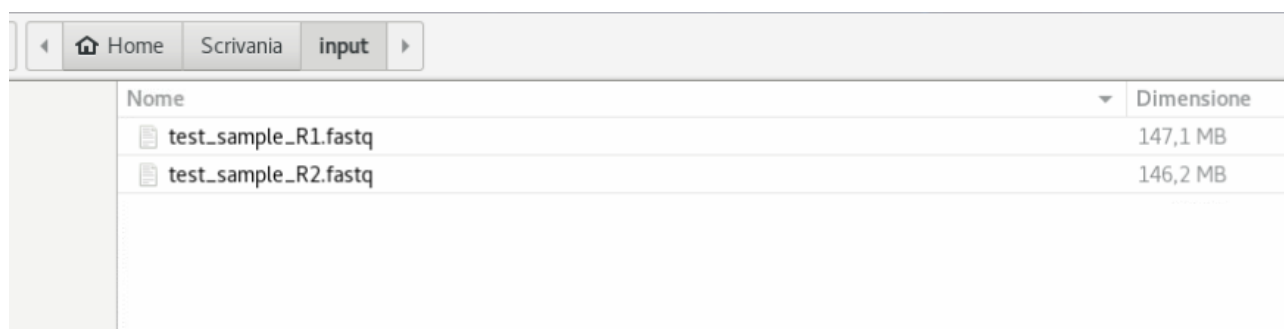 Home Scrivania input
Nome Dimensione
test_sample_R1.fastq 147,1 MB
test_sample_R2.fastq 146,2 MB